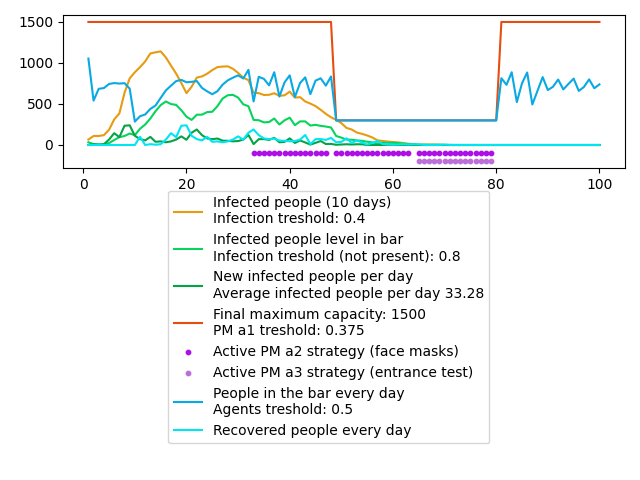 1500
1000
500
0
0 20 40 60 80 100
Infected people (10 days)
Infection treshold: 0.4
Infected people level in bar
Infection treshold (not present): 0.8
New infected people per day
Average infected people per day 33.28
Final maximum capacity: 1500
PM a1 treshold: 0.375
Active PM a2 strategy (face masks)
Active PM a3 strategy (entrance test)
People in the bar every day
Agents treshold: 0.5
Recovered people every day